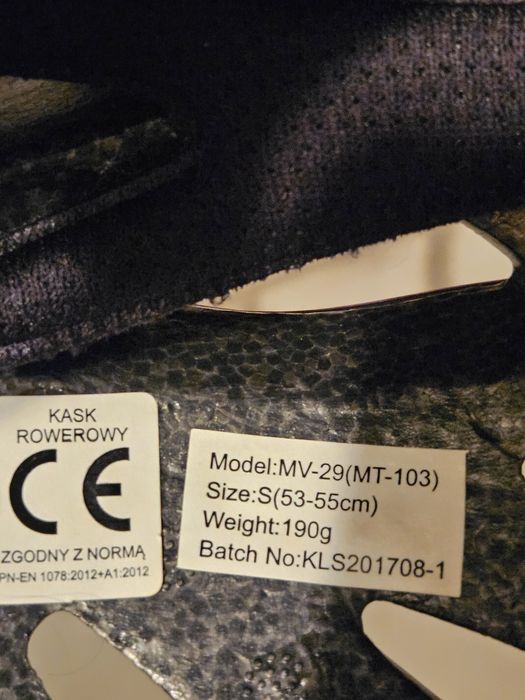 KASK
ROWEROWY
CE
ZGODNY Z NORMĄ
PN-EN 1078:2012+A1:2012
Model:MV-29(MT-103)
Size:S(53-55cm)
Weight:190g
Batch No:KLS201708-1